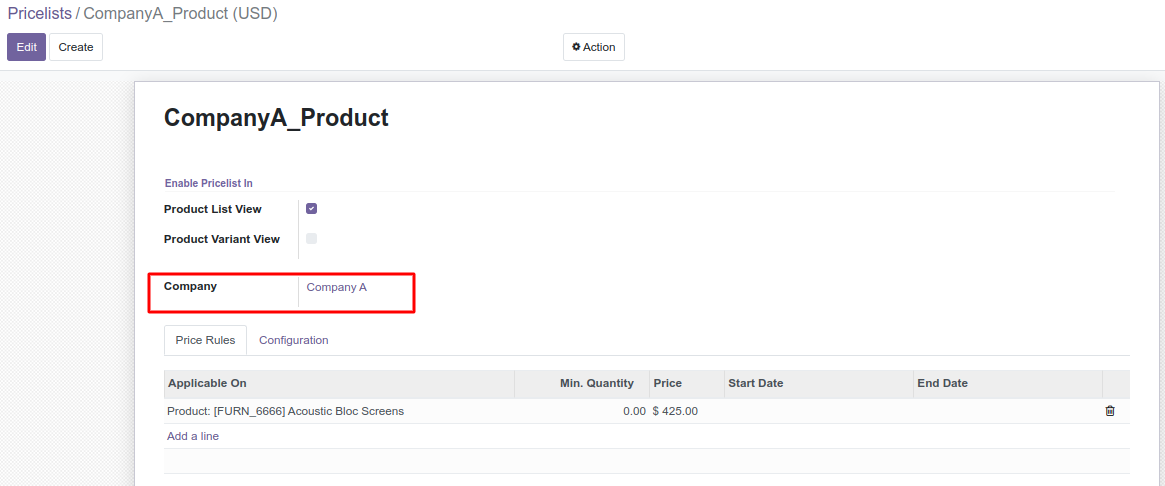 Pricelists / CompanyA_Product (USD)
Edit Create Action
CompanyA_Product
Enable Pricelist In
Product List View
Product Variant View
Company Company A
Price Rules Configuration
Applicable On Min. Quantity Price Start Date End Date
Product: [FURN_6666] Acoustic Bloc Screens 0.00 $ 425.00
Add a line